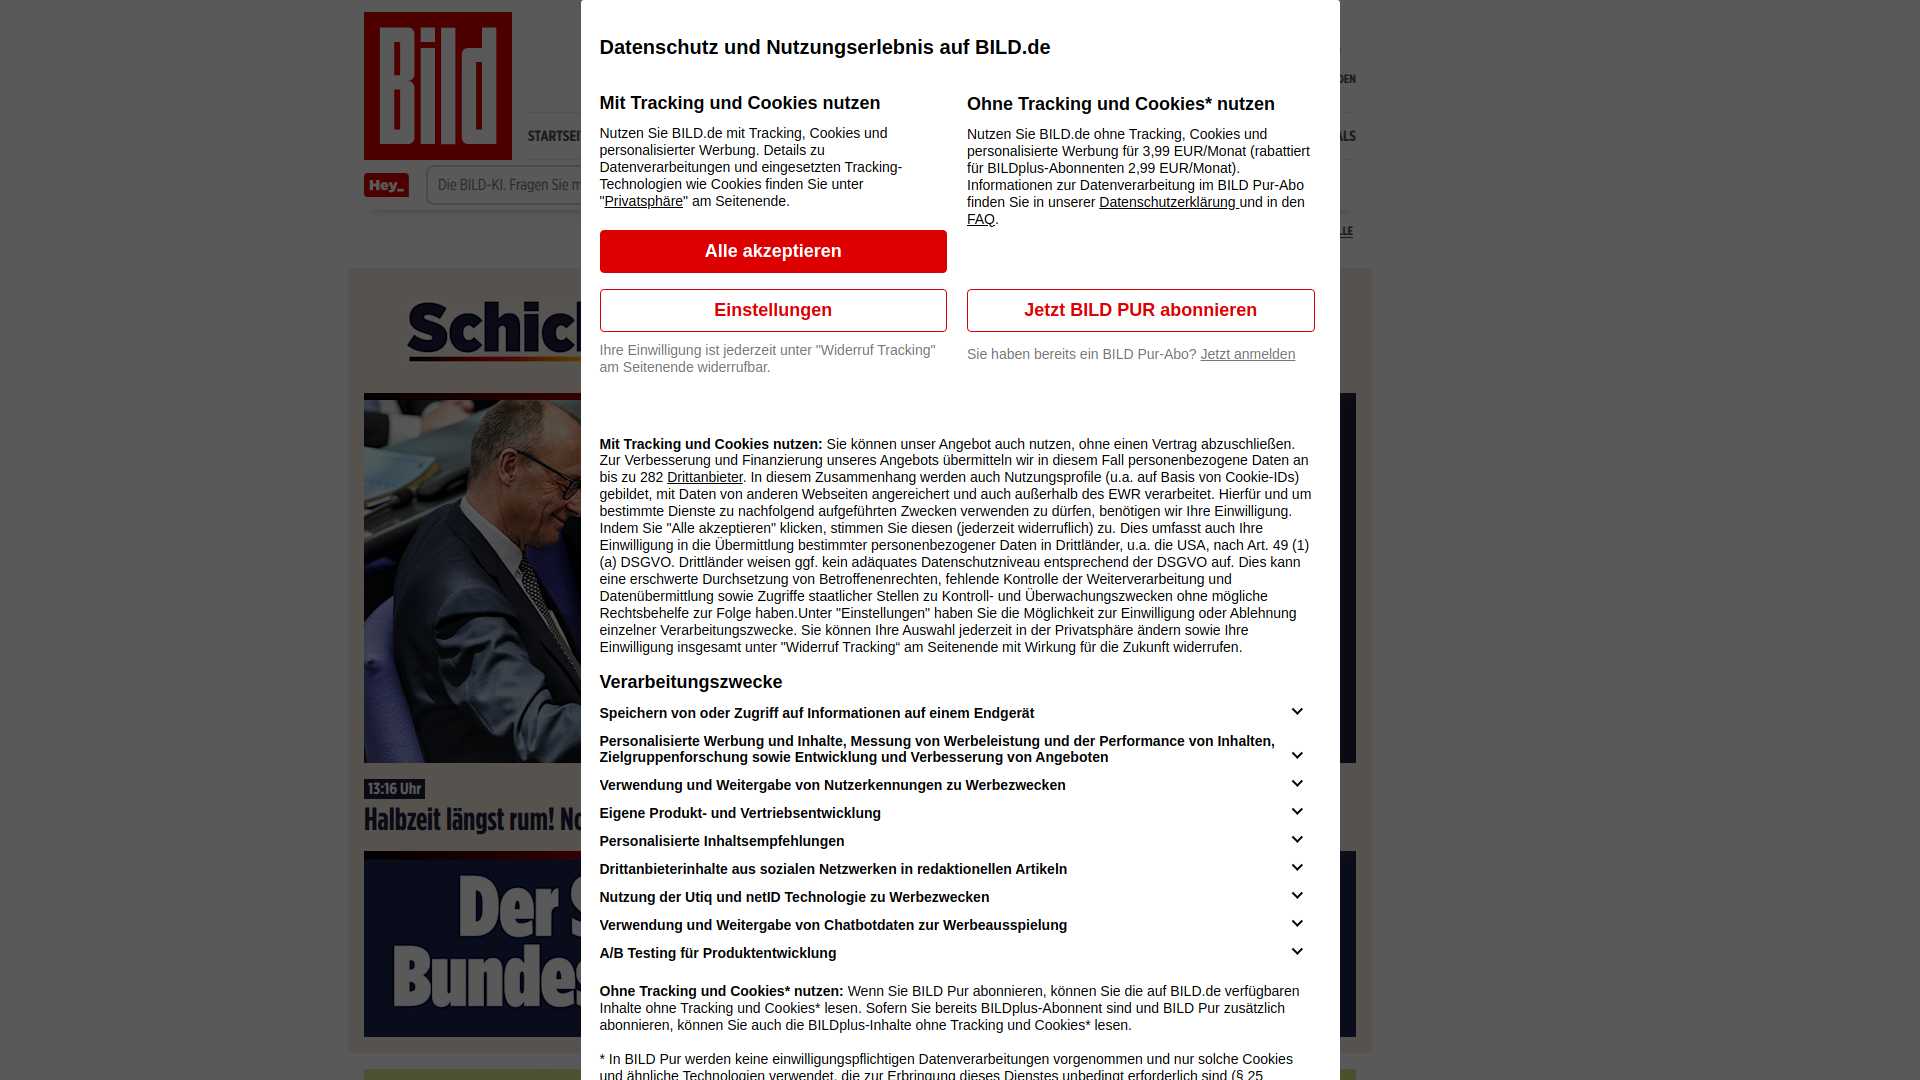 Bild
DEN
STARTSEI
ALS
Hey_
Die BILD-KI. Fragen Sie m
LLE
Schick
13:16 Uhr
Halbzeit längst rum! No
Der S
Bundes
Datenschutz und Nutzungserlebnis auf BILD.de
Mit Tracking und Cookies nutzen
Nutzen Sie BILD.de mit Tracking, Cookies und
personalisierter Werbung. Details zu
Datenverarbeitungen und eingesetzten Tracking-
Technologien wie Cookies finden Sie unter
"Privatsphäre" am Seitenende.
Alle akzeptieren
Einstellungen
Ihre Einwilligung ist jederzeit unter "Widerruf Tracking"
am Seitenende widerrufbar.
Ohne Tracking und Cookies* nutzen
Nutzen Sie BILD.de ohne Tracking, Cookies und
personalisierte Werbung für 3,99 EUR/Monat (rabattiert
für BILDplus-Abonnenten 2,99 EUR/Monat).
Informationen zur Datenverarbeitung im BILD Pur-Abo
finden Sie in unserer Datenschutzerklärung und in den
FAQ.
Jetzt BILD PUR abonnieren
Sie haben bereits ein BILD Pur-Abo? Jetzt anmelden
Mit Tracking und Cookies nutzen: Sie können unser Angebot auch nutzen, ohne einen Vertrag abzuschließen.
Zur Verbesserung und Finanzierung unseres Angebots übermitteln wir in diesem Fall personenbezogene Daten an
bis zu 282 Drittanbieter. In diesem Zusammenhang werden auch Nutzungsprofile (u.a. auf Basis von Cookie-IDs)
gebildet, mit Daten von anderen Webseiten angereichert und auch außerhalb des EWR verarbeitet. Hierfür und um
bestimmte Dienste zu nachfolgend aufgeführten Zwecken verwenden zu dürfen, benötigen wir Ihre Einwilligung.
Indem Sie "Alle akzeptieren" klicken, stimmen Sie diesen (jederzeit widerruflich) zu. Dies umfasst auch Ihre
Einwilligung in die Übermittlung bestimmter personenbezogener Daten in Drittländer, u.a. die USA, nach Art. 49 (1)
(a) DSGVO. Drittländer weisen ggf. kein adäquates Datenschutzniveau entsprechend der DSGVO auf. Dies kann
eine erschwerte Durchsetzung von Betroffenenrechten, fehlende Kontrolle der Weiterverarbeitung und
Datenübermittlung sowie Zugriffe staatlicher Stellen zu Kontroll- und Überwachungszwecken ohne mögliche
Rechtsbehelfe zur Folge haben.Unter "Einstellungen" haben Sie die Möglichkeit zur Einwilligung oder Ablehnung
einzelner Verarbeitungszwecke. Sie können Ihre Auswahl jederzeit in der Privatsphäre ändern sowie Ihre
Einwilligung insgesamt unter "Widerruf Tracking“ am Seitenende mit Wirkung für die Zukunft widerrufen.
Verarbeitungszwecke
Speichern von oder Zugriff auf Informationen auf einem Endgerät
Personalisierte Werbung und Inhalte, Messung von Werbeleistung und der Performance von Inhalten,
Zielgruppenforschung sowie Entwicklung und Verbesserung von Angeboten
Verwendung und Weitergabe von Nutzerkennungen zu Werbezwecken
Eigene Produkt- und Vertriebsentwicklung
Personalisierte Inhaltsempfehlungen
Drittanbieterinhalte aus sozialen Netzwerken in redaktionellen Artikeln
Nutzung der Utiq und netID Technologie zu Werbezwecken
Verwendung und Weitergabe von Chatbotdaten zur Werbeausspielung
A/B Testing für Produktentwicklung
Ohne Tracking und Cookies* nutzen: Wenn Sie BILD Pur abonnieren, können Sie die auf BILD.de verfügbaren
Inhalte ohne Tracking und Cookies* lesen. Sofern Sie bereits BILDplus-Abonnent sind und BILD Pur zusätzlich
abonnieren, können Sie auch die BILDplus-Inhalte ohne Tracking und Cookies* lesen.
* In BILD Pur werden keine einwilligungspflichtigen Datenverarbeitungen vorgenommen und nur solche Cookies
und ähnliche Technologien verwendet, die zur Erbringung dieses Dienstes unbedingt erforderlich sind (§ 25